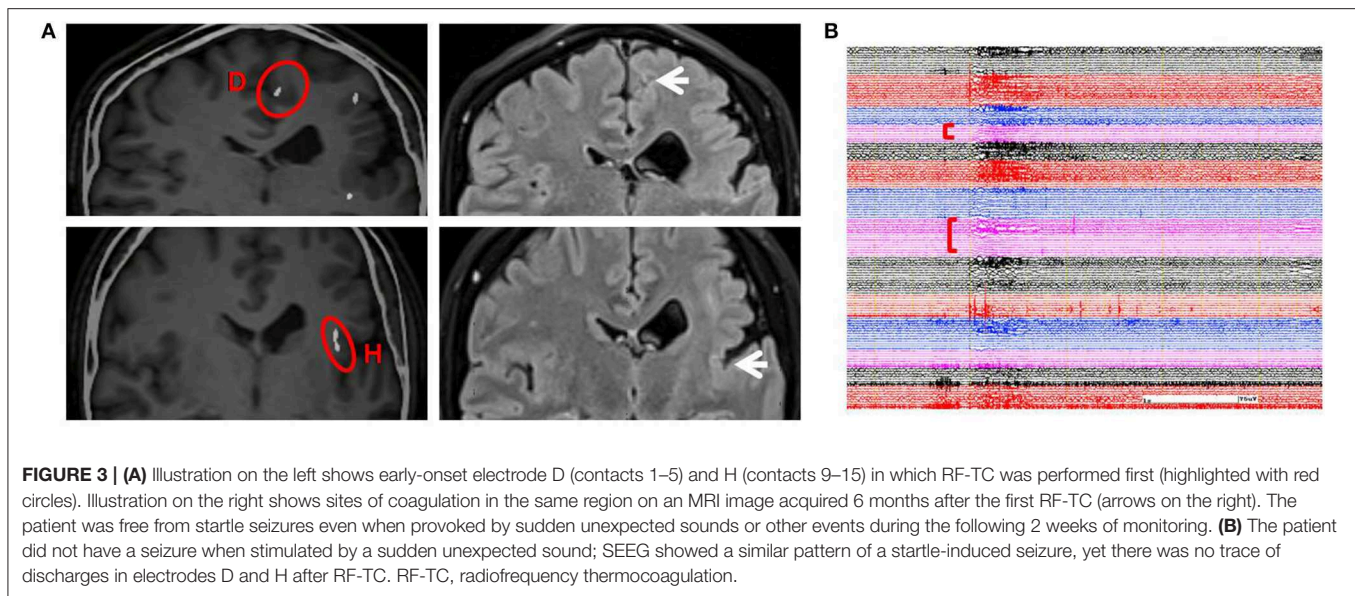 A
B
D
H
1s
75uV
FIGURE 3 | (A) Illustration on the left shows early-onset electrode D (contacts 1–5) and H (contacts 9–15) in which RF-TC was performed first (highlighted with red
circles). Illustration on the right shows sites of coagulation in the same region on an MRI image acquired 6 months after the first RF-TC (arrows on the right). The
patient was free from startle seizures even when provoked by sudden unexpected sounds or other events during the following 2 weeks of monitoring. (B) The patient
did not have a seizure when stimulated by a sudden unexpected sound; SEEG showed a similar pattern of a startle-induced seizure, yet there was no trace of
discharges in electrodes D and H after RF-TC. RF-TC, radiofrequency thermocoagulation.